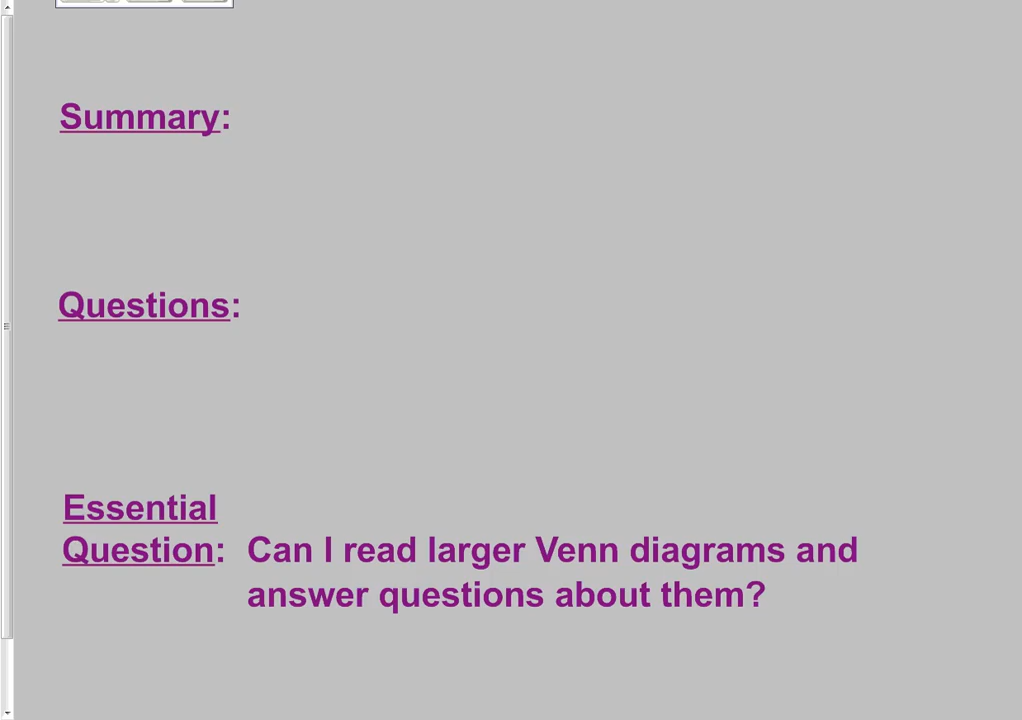 Summary:
Questions:
Essential
Question: Can I read larger Venn diagrams and
answer questions about them?